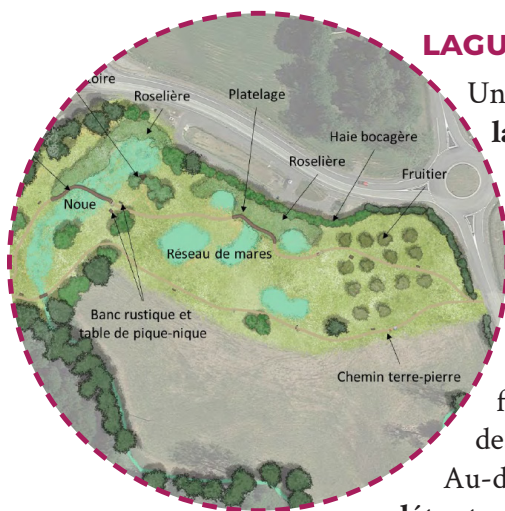 LAGU
Un
la
oire
Roselière
Platelage
Haie bocagère
Roselière
Fruitier
Noue
Réseau de mares
Banc rustique et
table de pique-nique
Chemin terre-pierre
f
de
Au-d